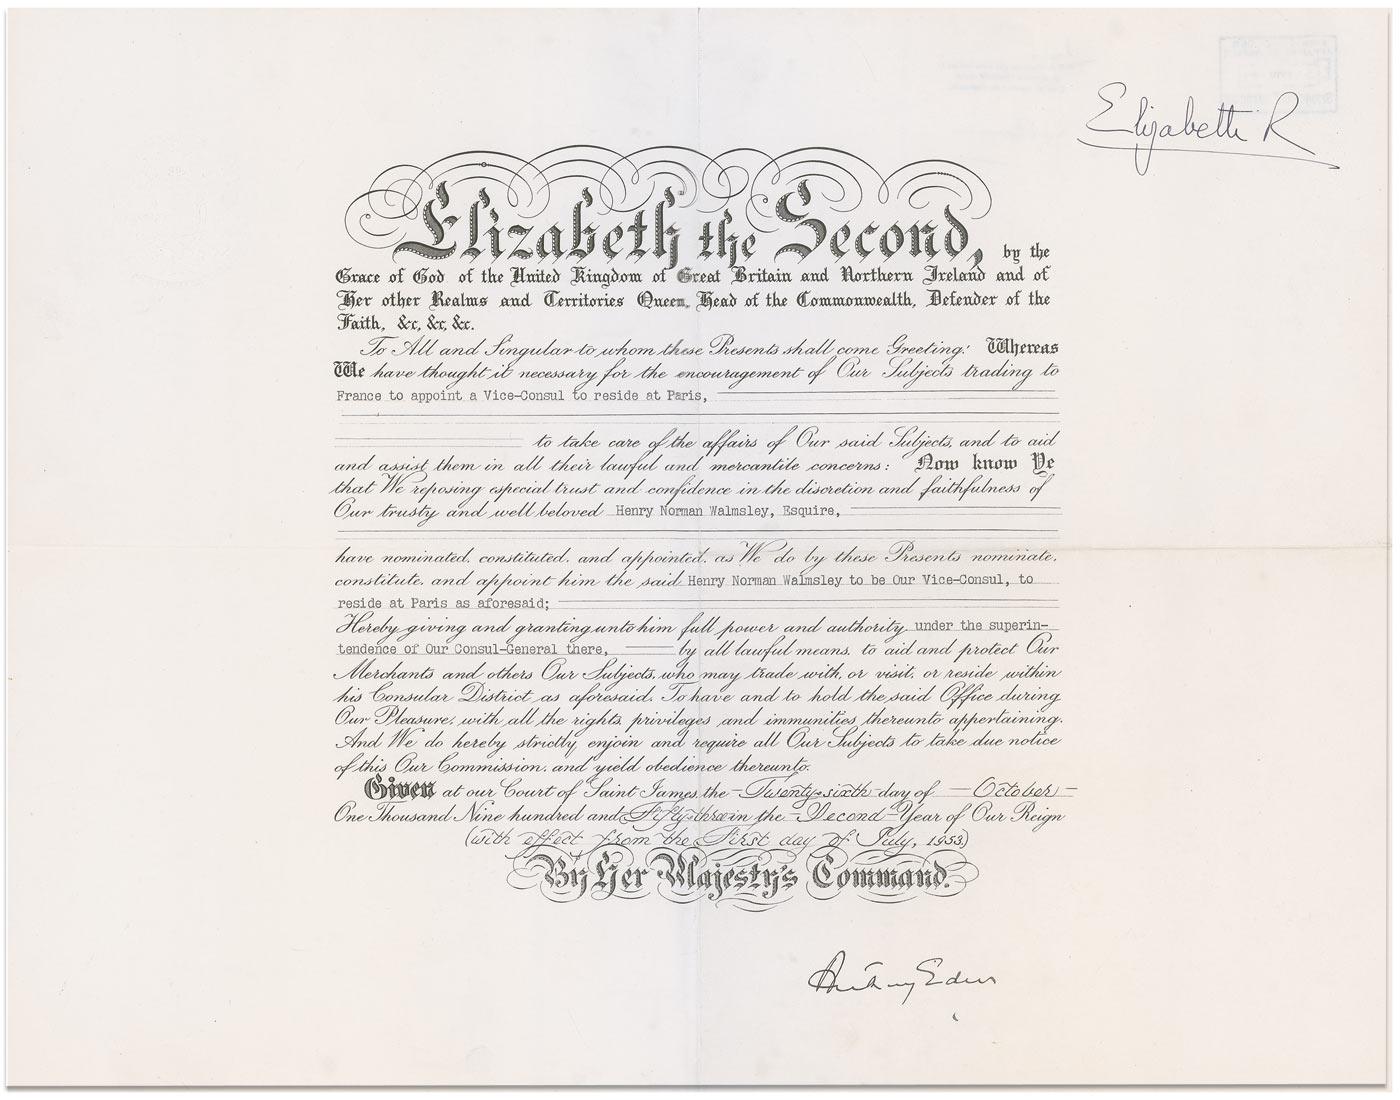 Elizabeth R
Elizabeth the Second, by the
Grace of God of the United Kingdom of Great Britain and Northern Ireland and of
Her other Realms and Territories Queen, Head of the Commonwealth, Defender of the
Faith, &c, &c, &c.
To All and Singular to whom these Presents shall come Greeting: Whereas
We have thought it necessary for the encouragement of Our Subjects trading to
France to appoint a Vice-Consul to reside at Paris,
to take care of the affairs of Our said Subjects, and to aid
and assist them in all their lawful and mercantile concerns: Now know Ye
that We reposing especial trust and confidence in the discretion and faithfulness of
Our trusty and well beloved Henry Norman Walmsley, Esquire,
have nominated, constituted, and appointed, as We do by these Presents nominate,
constitute, and appoint him the said Henry Norman Walmsley to be Our Vice-Consul, to
reside at Paris as aforesaid;
Hereby giving and granting unto him full power and authority, under the superin-
tendence of Our Consul-General there, by all lawful means, to aid and protect Our
Merchants and others Our Subjects, who may trade with, or visit, or reside within
his Consular District as aforesaid. To have and to hold the said Office during
Our Pleasure, with all the rights, privileges and immunities thereunto appertaining.
And We do hereby strictly enjoin and require all Our Subjects to take due notice
of this Our Commission, and yield obedience thereunto.
Given at our Court of Saint James, the Twenty-sixth day of October
One Thousand Nine hundred and Fifty-three in the Second Year of Our Reign
(with effect from the First day of July, 1953)
By Her Majesty's Command.
Anthony Eden